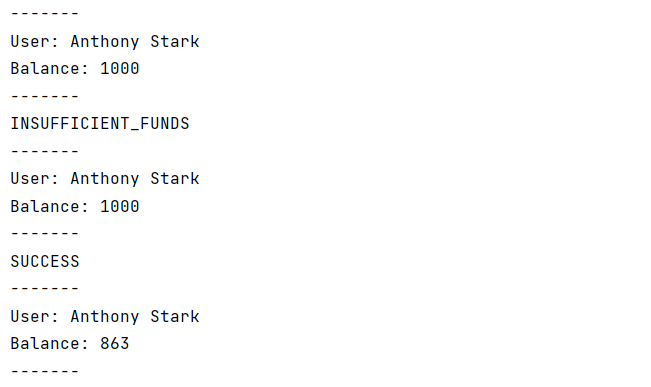 -------
User: Anthony Stark
Balance: 1000
-------
INSUFFICIENT_FUNDS
-------
User: Anthony Stark
Balance: 1000
-------
SUCCESS
-------
User: Anthony Stark
Balance: 863
-------